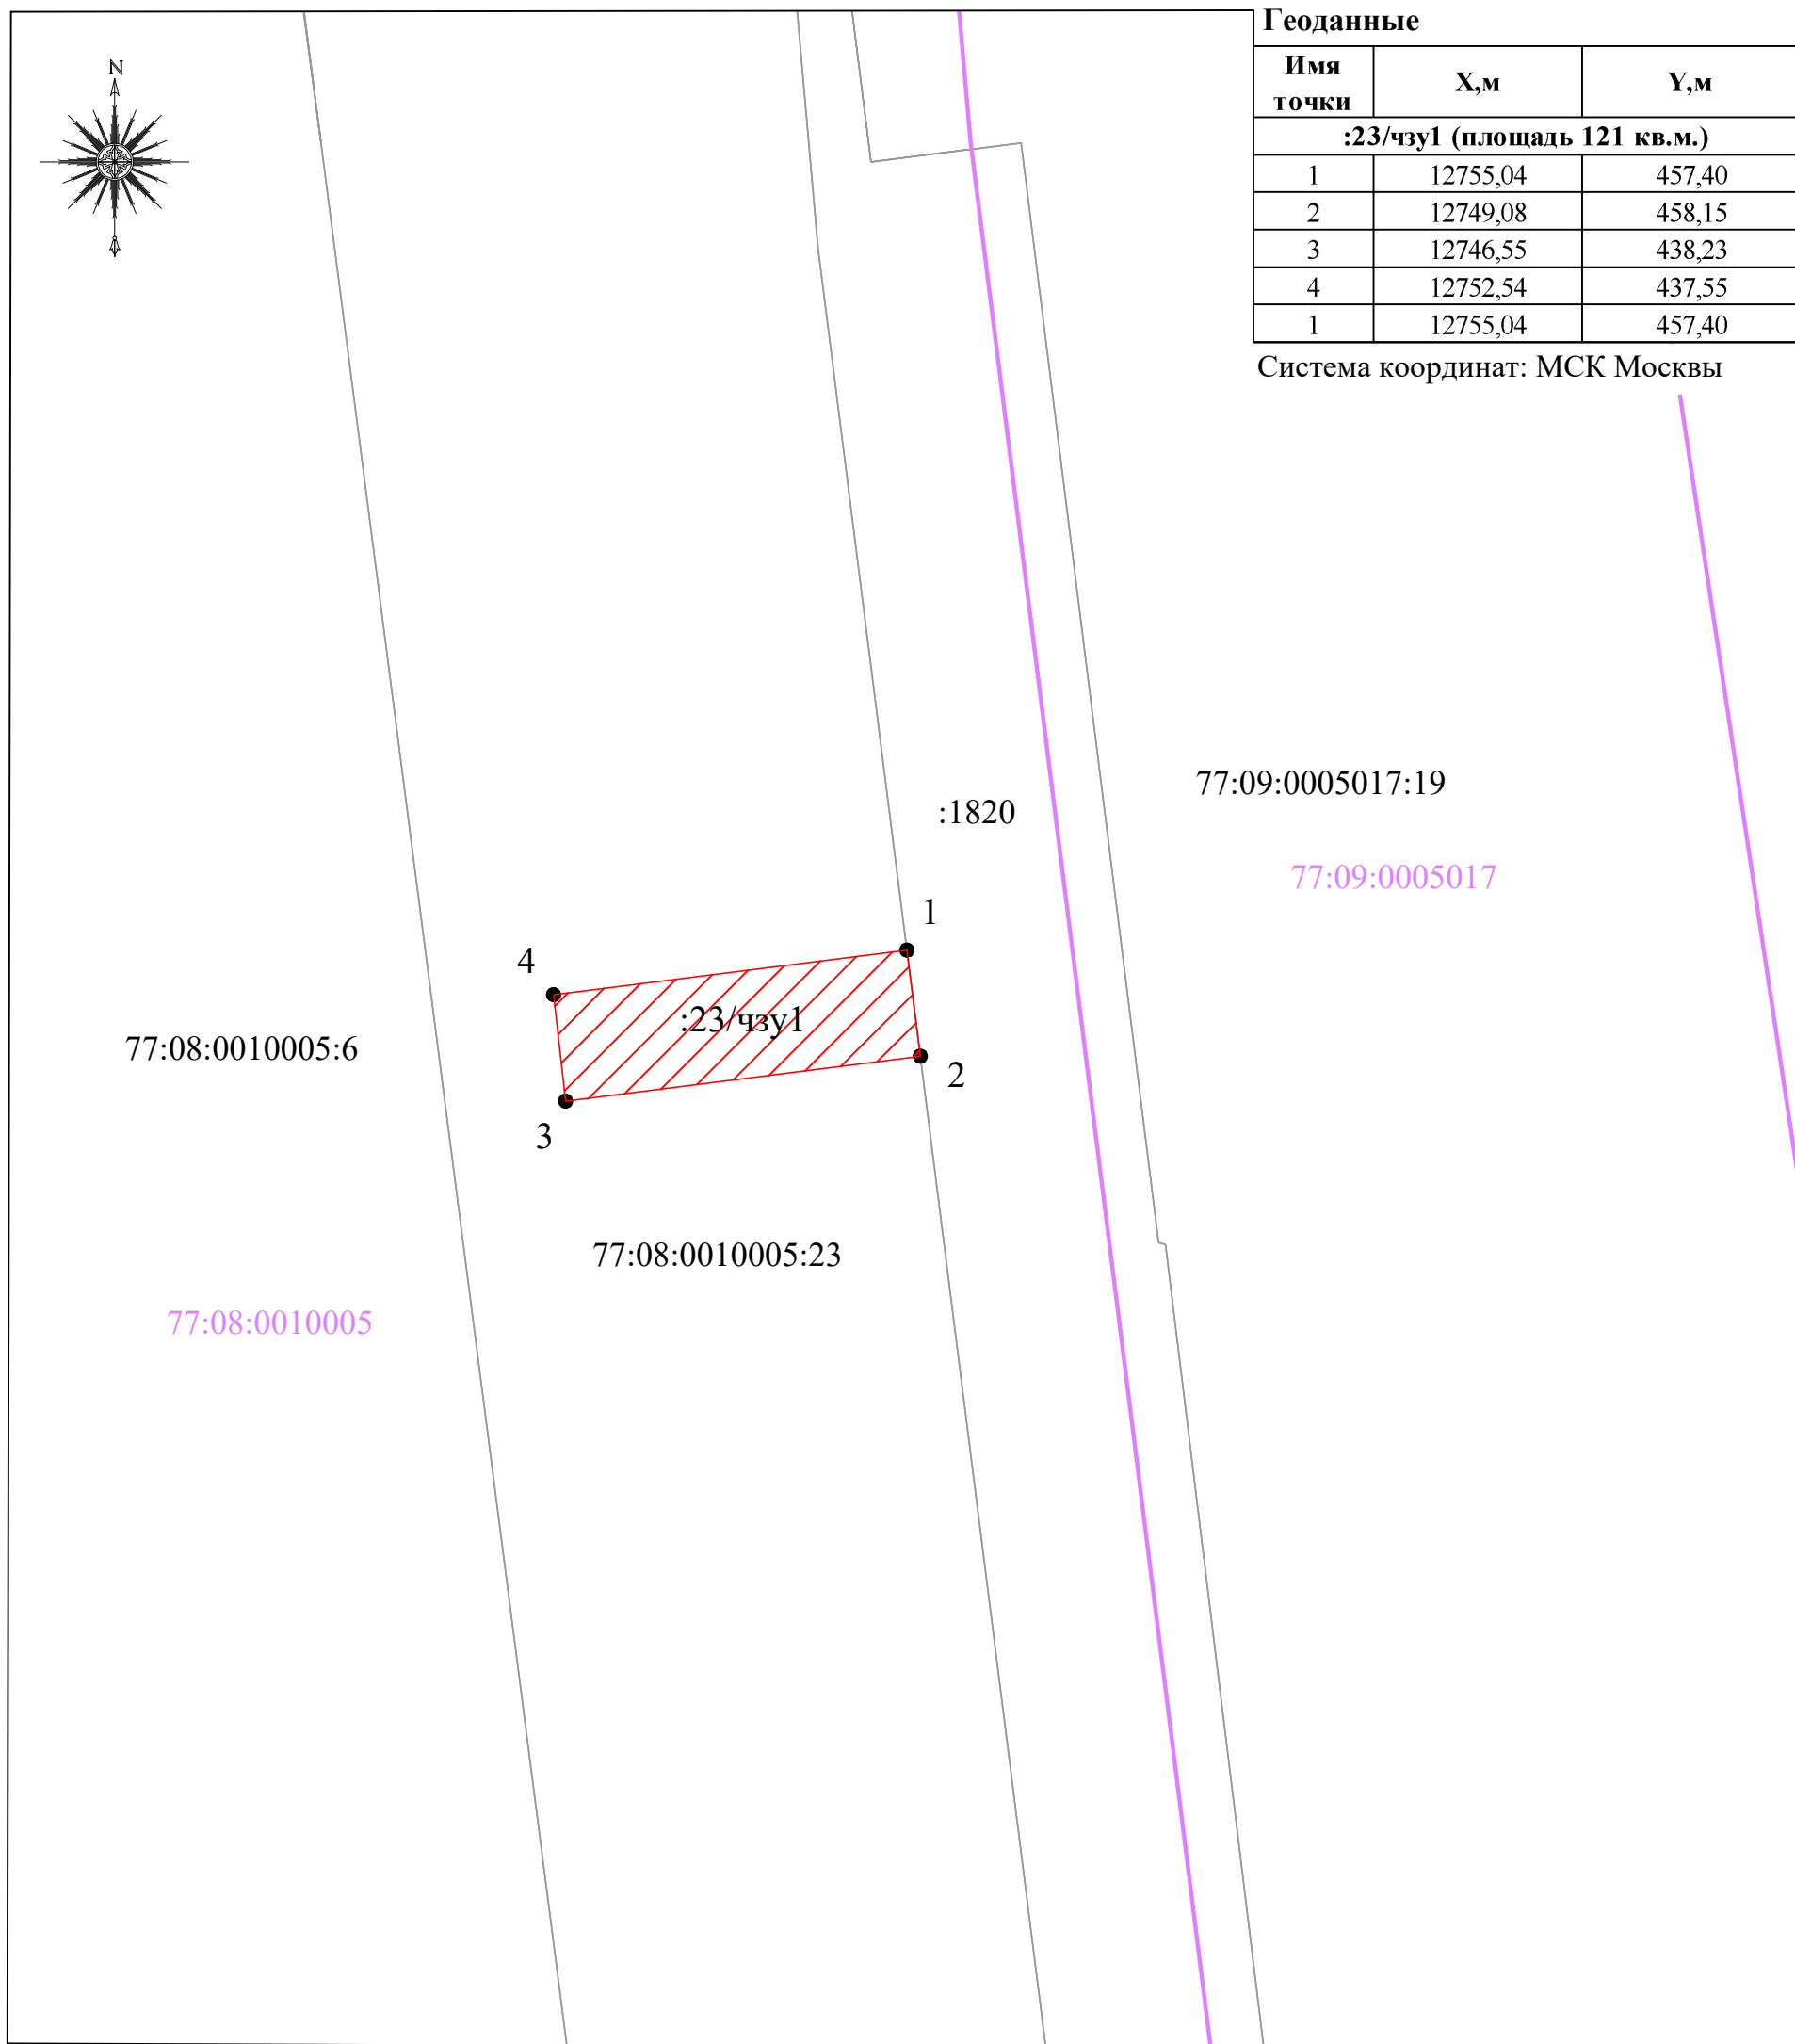 Геоданные
Имя точки X,м Y,м
:23/чзу1 (площадь 121 кв.м.)
1 12755,04 457,40
2 12749,08 458,15
3 12746,55 438,23
4 12752,54 437,55
1 12755,04 457,40
Система координат: МСК Москвы
N
77:09:0005017:19
:1820
77:09:0005017
1
4
:23/чзу1
77:08:0010005:6
2
3
77:08:0010005:23
77:08:0010005